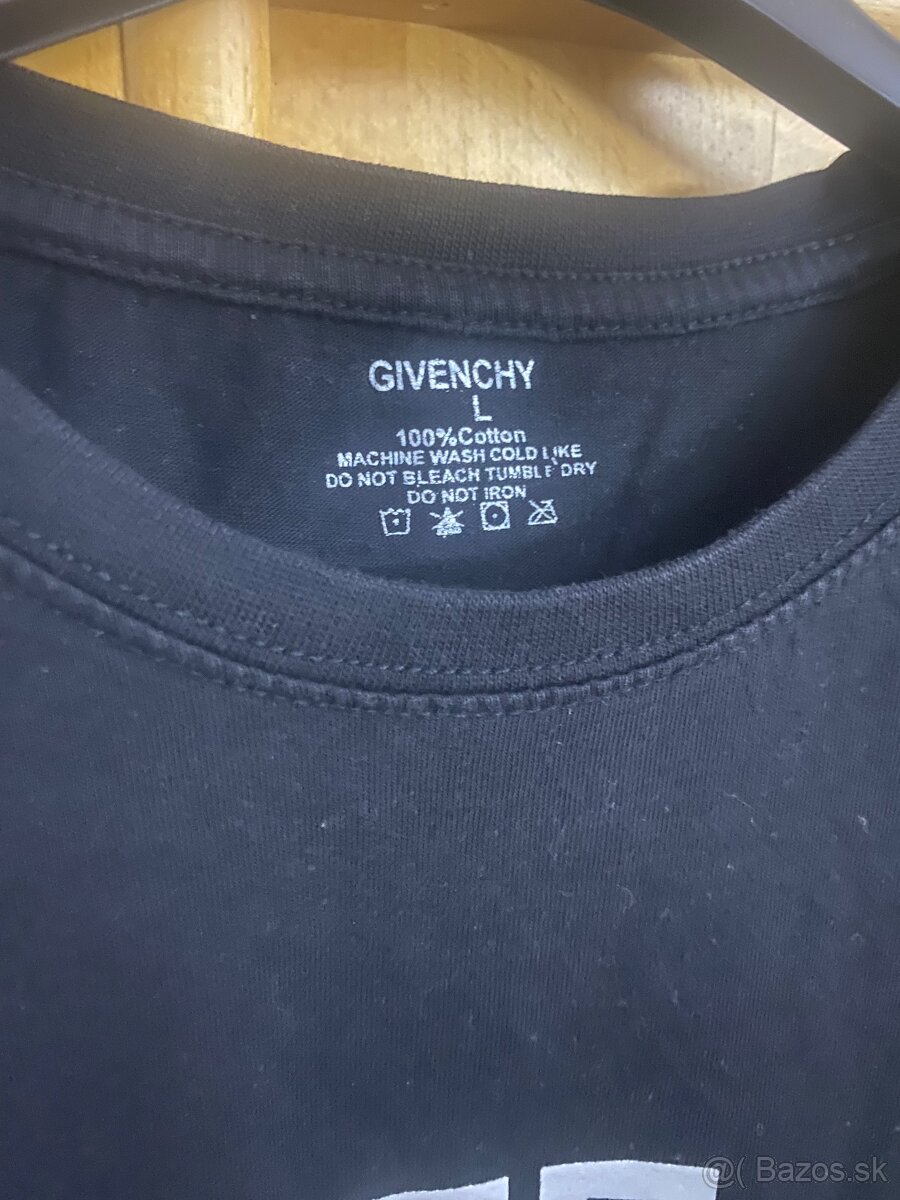 GIVENCHY
L
100%Cotton
MACHINE WASH COLD LIKE
DO NOT BLEACH TUMBLE DRY
DO NOT IRON
@( Bazos.sk